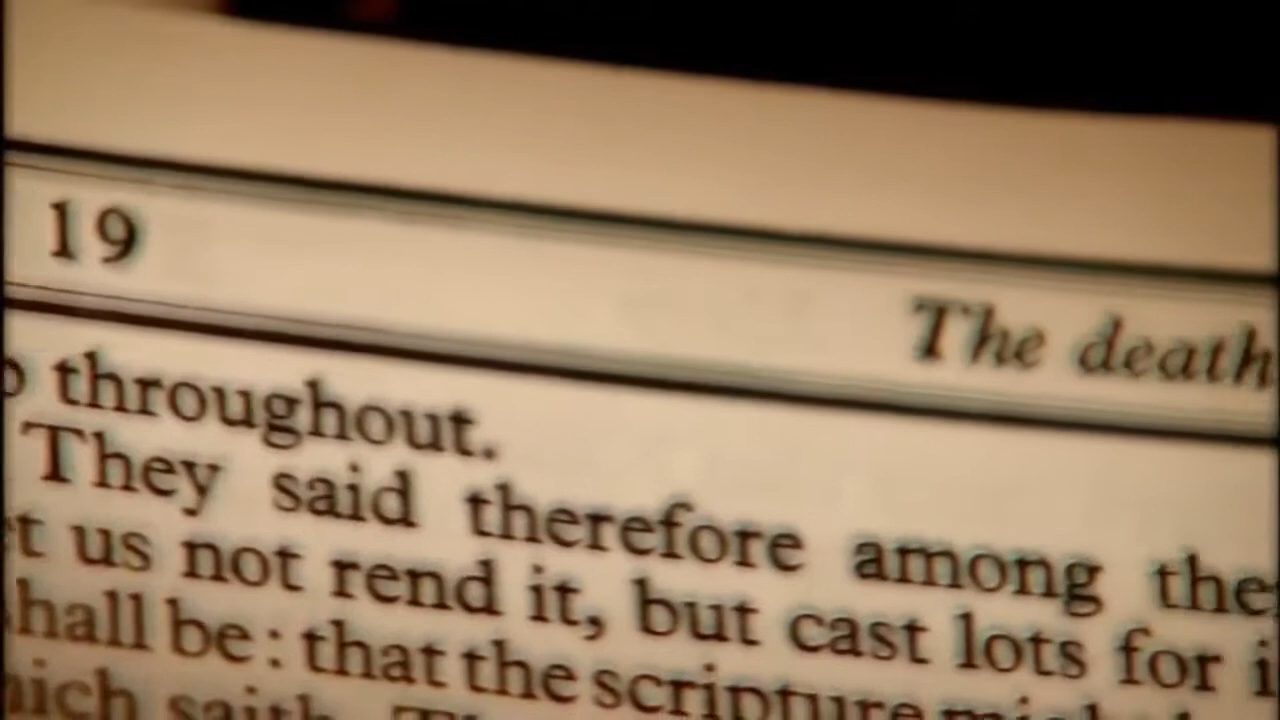 19
The death
throughout.
They said therefore among the
us not rend it, but cast lots for
be: that the scripture
saith,